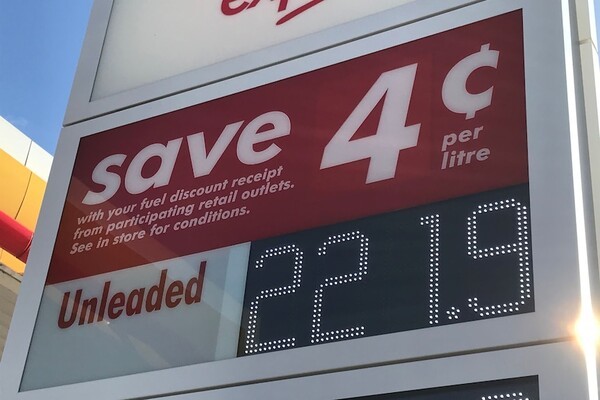 save 4¢
per
litre
with your fuel discount receipt
from participating retail outlets.
See in store for conditions.
Unleaded 221.9